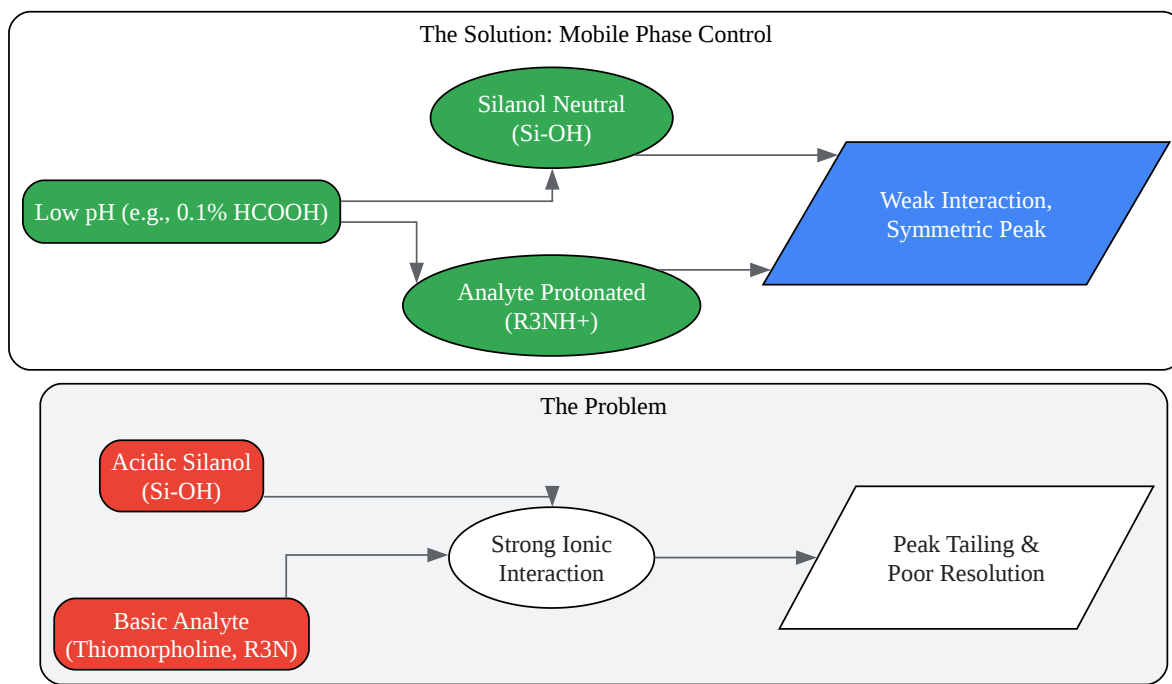 The Solution: Mobile Phase Control
Silanol Neutral
(Si-OH)
Low pH (e.g., 0.1% HCOOH)
Weak Interaction,
Symmetric Peak
Analyte Protonated
(R3NH+)
The Problem
Acidic Silanol
(Si-OH)
Strong Ionic
Interaction
Peak Tailing &
Poor Resolution
Basic Analyte
(Thiomorpholine, R3N)